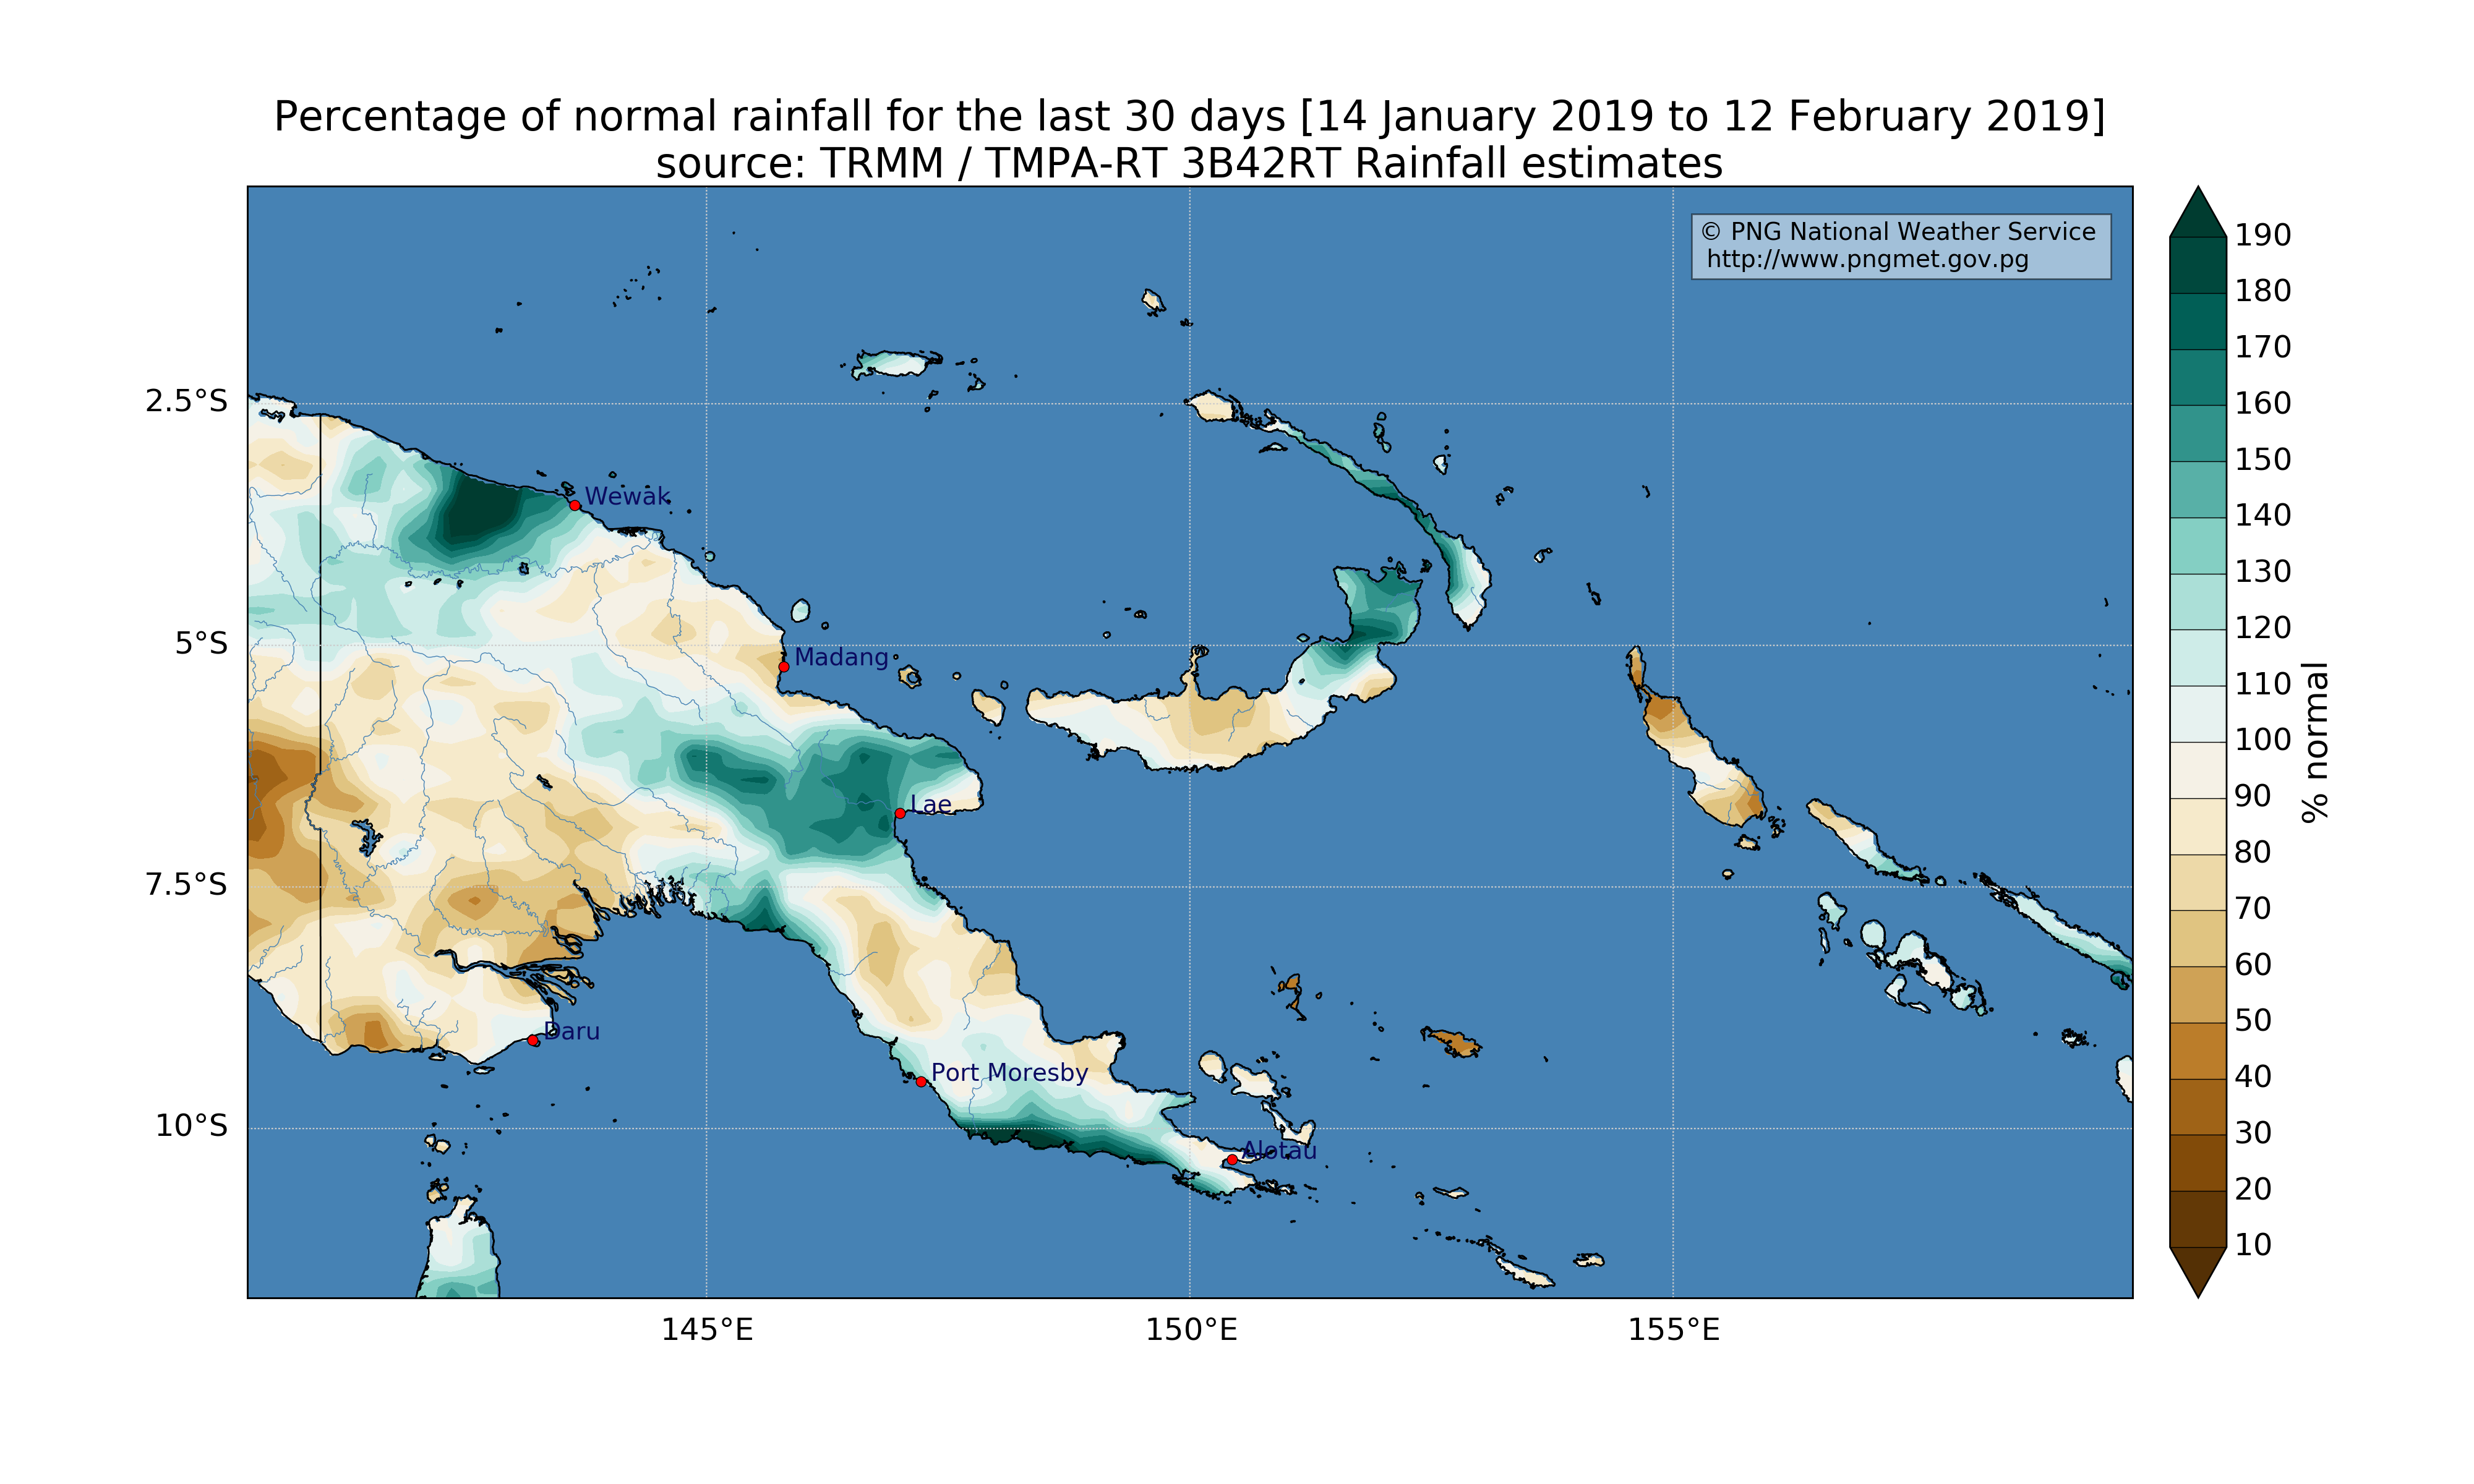 Percentage of normal rainfall for the last 30 days [14 January 2019 to 12 February 2019]
source: TRMM / TMPA-RT 3B42RT Rainfall estimates
© PNG National Weather Service
http://www.pngmet.gov.pg
2.5°S
5°S
7.5°S
10°S
145°E
150°E
155°E
Wewak
Madang
Lae
Daru
Port Moresby
Alotau
190
180
170
160
150
140
130
120
110
100
90
80
70
60
50
40
30
20
10
% normal